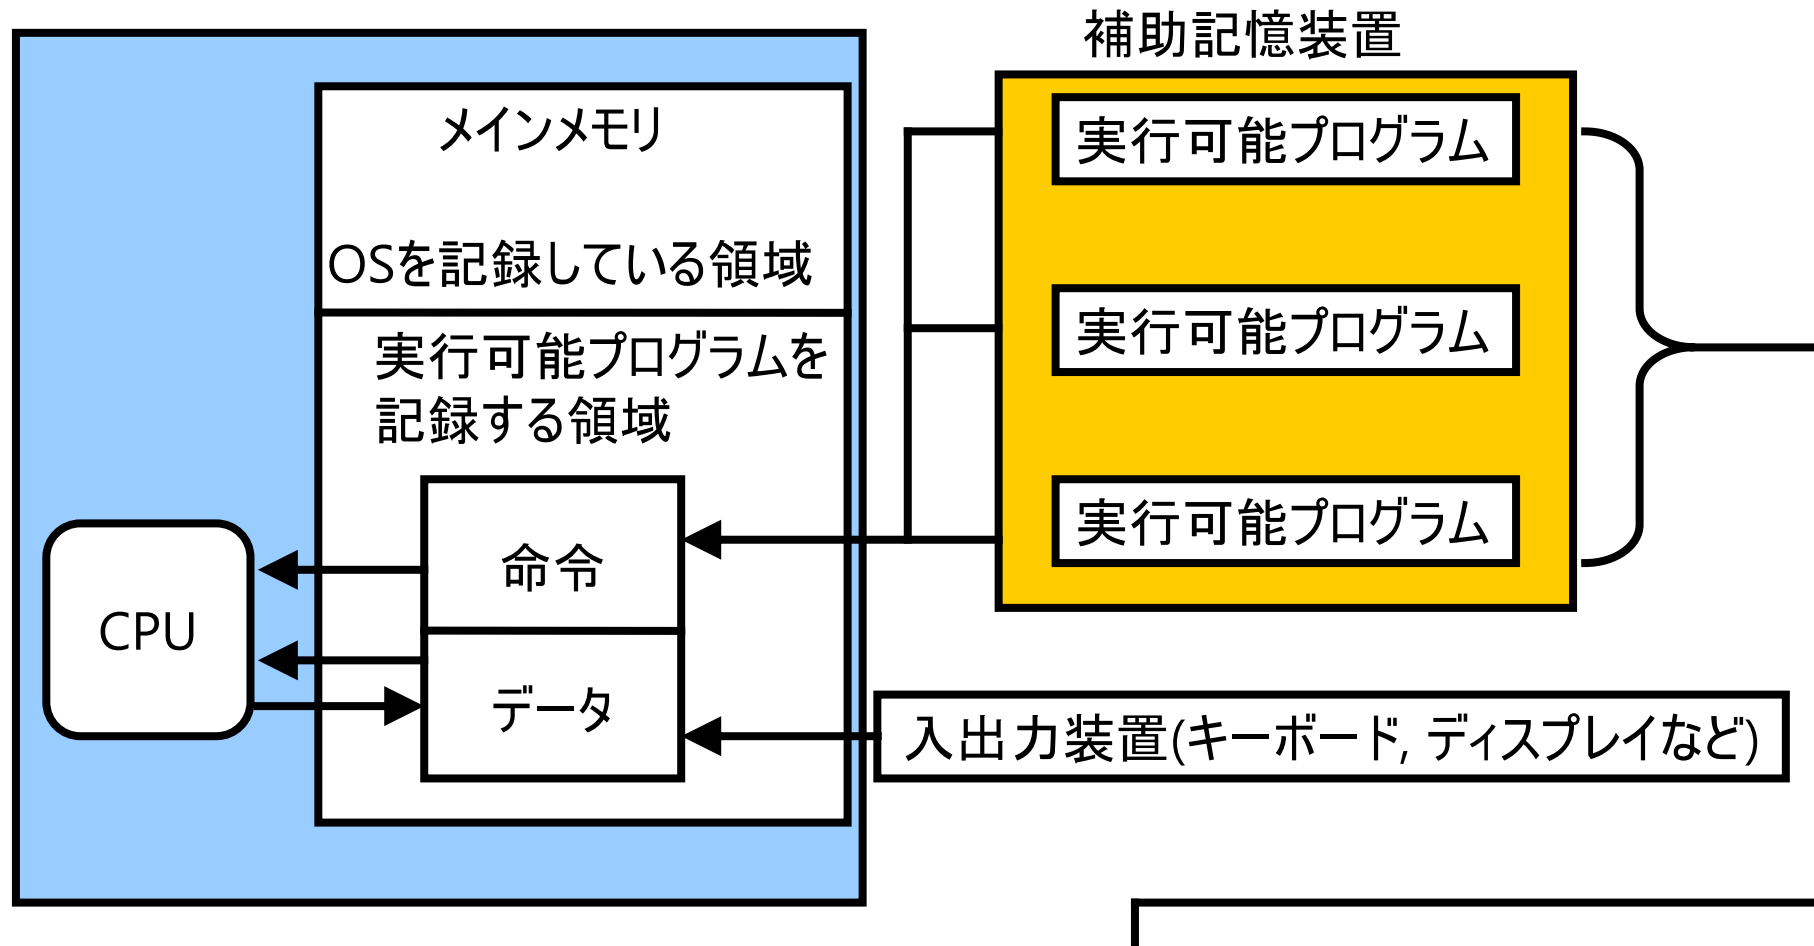 補助記憶装置
メインメモリ
OSを記録している領域
実行可能プログラムを
記録する領域
命令
データ
CPU
実行可能プログラム
実行可能プログラム
実行可能プログラム
入出力装置(キーボード, ディスプレイなど)